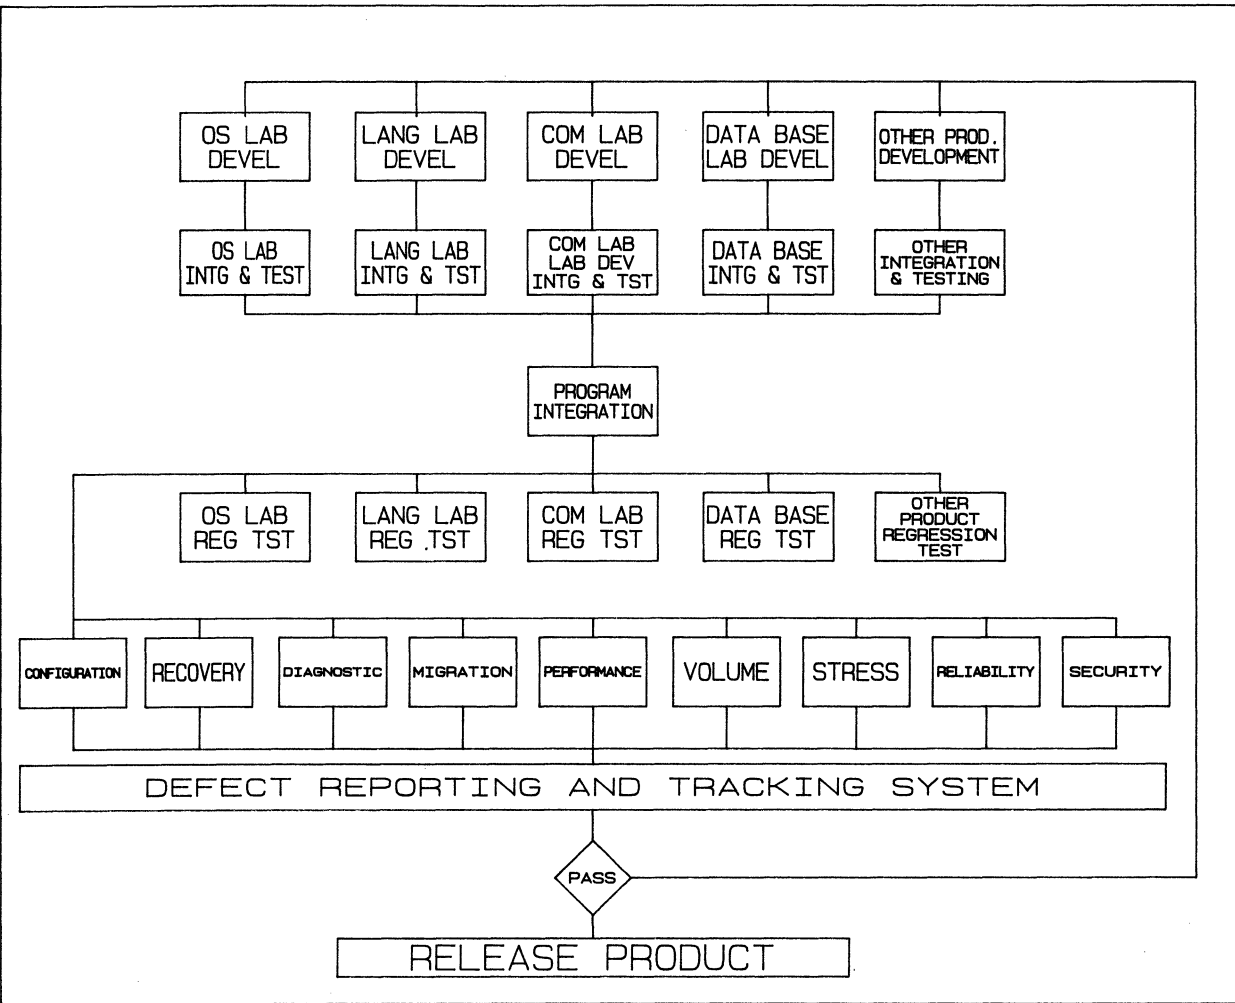 OS LAB
DEVEL
LANG LAB
DEVEL
COM LAB
DEVEL
DATA BASE
LAB DEVEL
OTHER PROD.
DEVELOPMENT
OS LAB
INTG & TEST
LANG LAB
INTG & TST
COM LAB
LAB DEV
INTG & TST
DATA BASE
INTG & TST
OTHER
INTEGRATION
& TESTING
PROGRAM
INTEGRATION
OS LAB
REG TST
LANG LAB
REG .TST
COM LAB
REG TST
DATA BASE
REG TST
OTHER
PRODUCT
REGRESSION
TEST
CONFIGURATION
RECOVERY
DIAGNOSTIC
MIGRATION
PERFORMANCE
VOLUME
STRESS
RELIABILITY
SECURITY
DEFECT REPORTING AND TRACKING SYSTEM
PASS
RELEASE PRODUCT